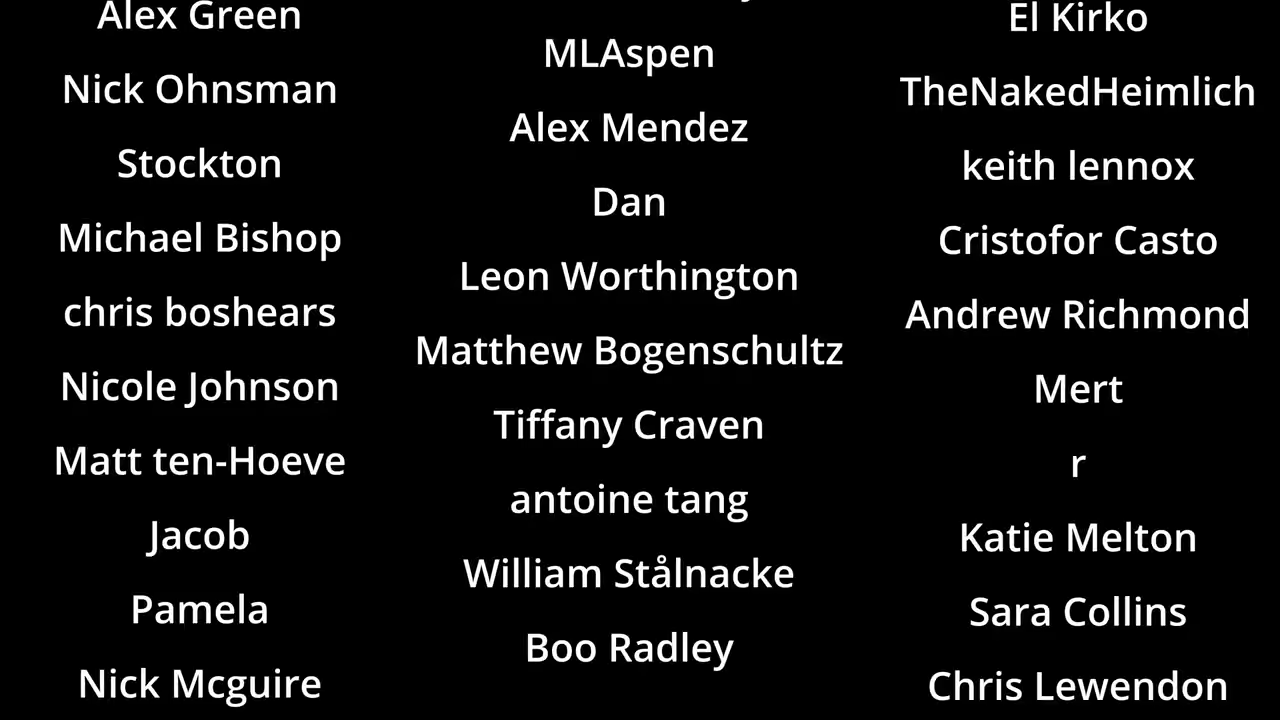 Alex Green
Nick Ohnsman
Stockton
Michael Bishop
chris boshears
Nicole Johnson
Matt ten-Hoeve
Jacob
Pamela
Nick Mcguire
MLAspen
Alex Mendez
Dan
Leon Worthington
Matthew Bogenschultz
Tiffany Craven
antoine tang
William Stålnacke
Boo Radley
El Kirko
TheNakedHeimlich
keith lennox
Cristofor Casto
Andrew Richmond
Mert
r
Katie Melton
Sara Collins
Chris Lewendon